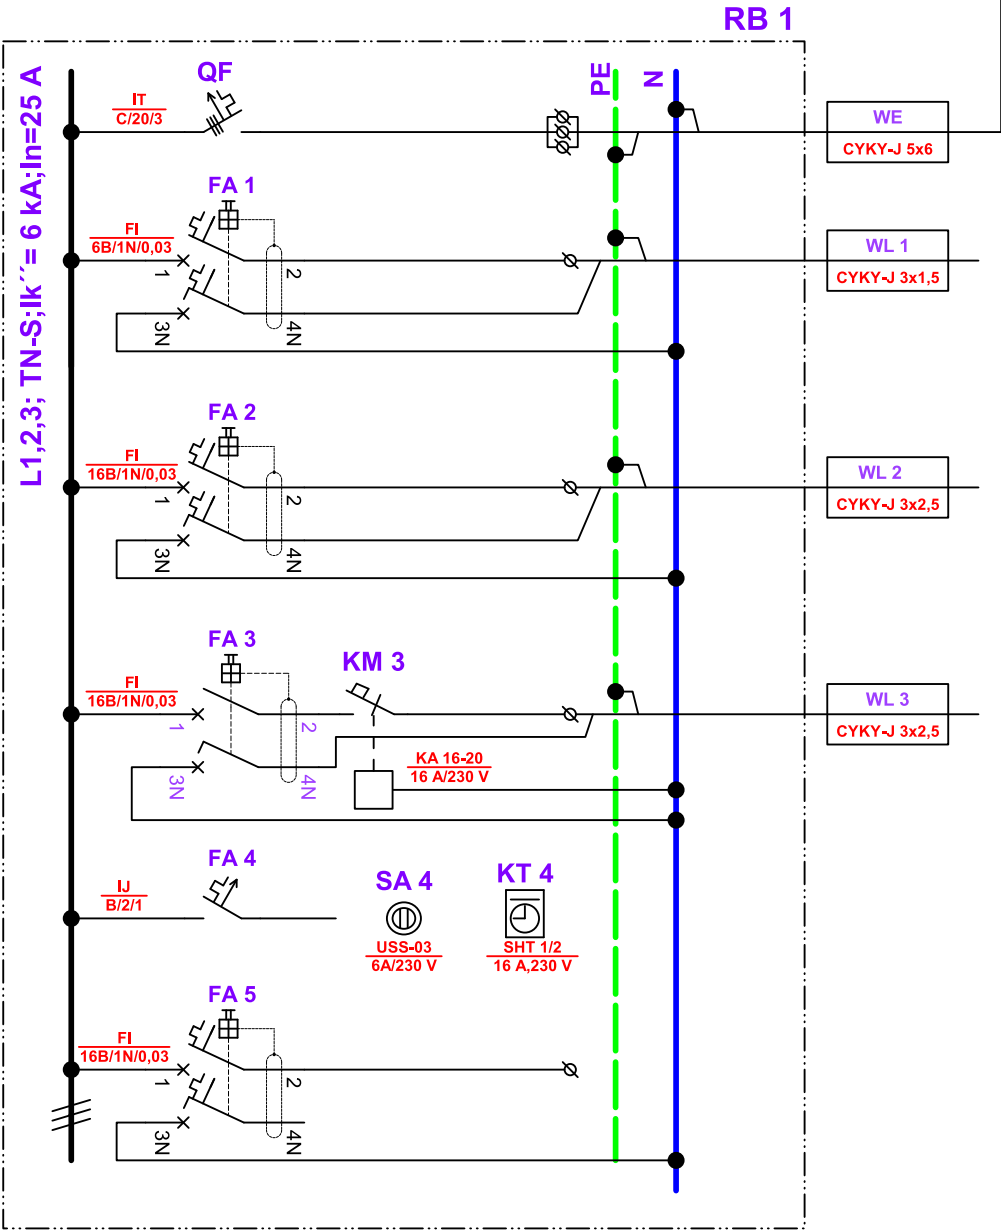 RB 1
L1,2,3; TN-S;Ik´´= 6 kA;In=25 A
QF
PE
N
IT
C/20/3
WE
CYKY-J 5x6
FA 1
FI
6B/1N/0,03
1
2
3N
4N
WL 1
CYKY-J 3x1,5
FA 2
FI
16B/1N/0,03
1
2
3N
4N
WL 2
CYKY-J 3x2,5
FA 3
KM 3
FI
16B/1N/0,03
1
2
3N
4N
KA 16-20
16 A/230 V
WL 3
CYKY-J 3x2,5
FA 4
SA 4
KT 4
IJ
B/2/1
USS-03
6A/230 V
SHT 1/2
16 A,230 V
FA 5
FI
16B/1N/0,03
1
2
3N
4N